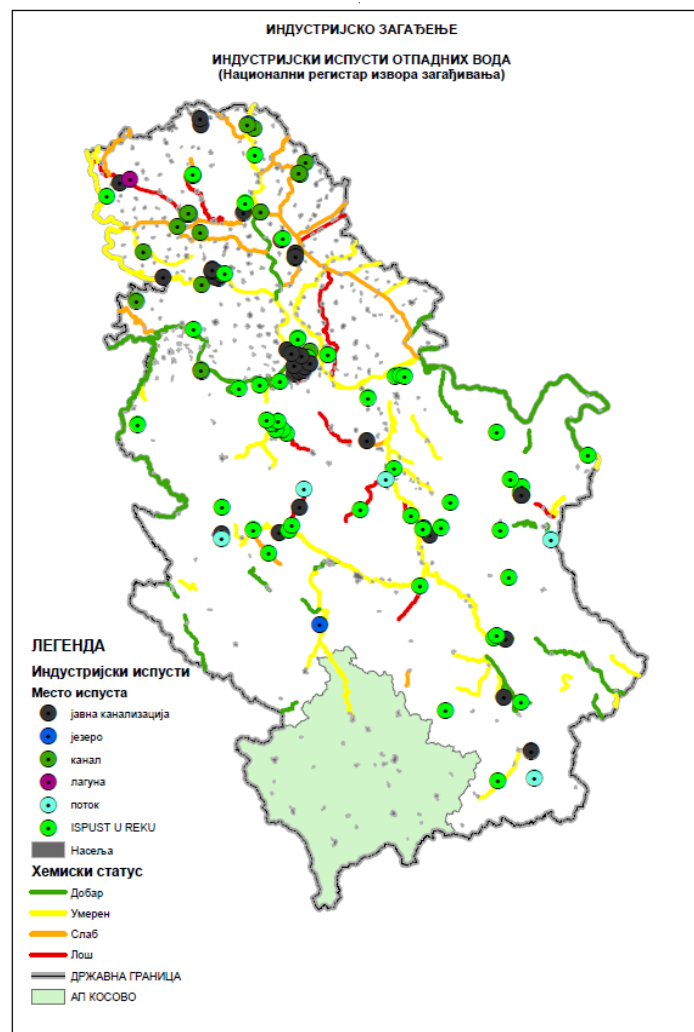 ИНДУСТРИЈСКО ЗАГАЂЕЊЕ
ИНДУСТРИЈСКИ ИСПУСТИ ОТПАДНИХ ВОДА
(Национални регистар извора загађивања)
ЛЕГЕНДА
Индустријски испусти
Место испуста
јавна канализација
језеро
канал
лагуна
поток
ISPUST U REKU
Насеља
Хемиски статус
Добар
Умерен
Слаб
Лош
ДРЖАВНА ГРАНИЦА
АП КОСОВО